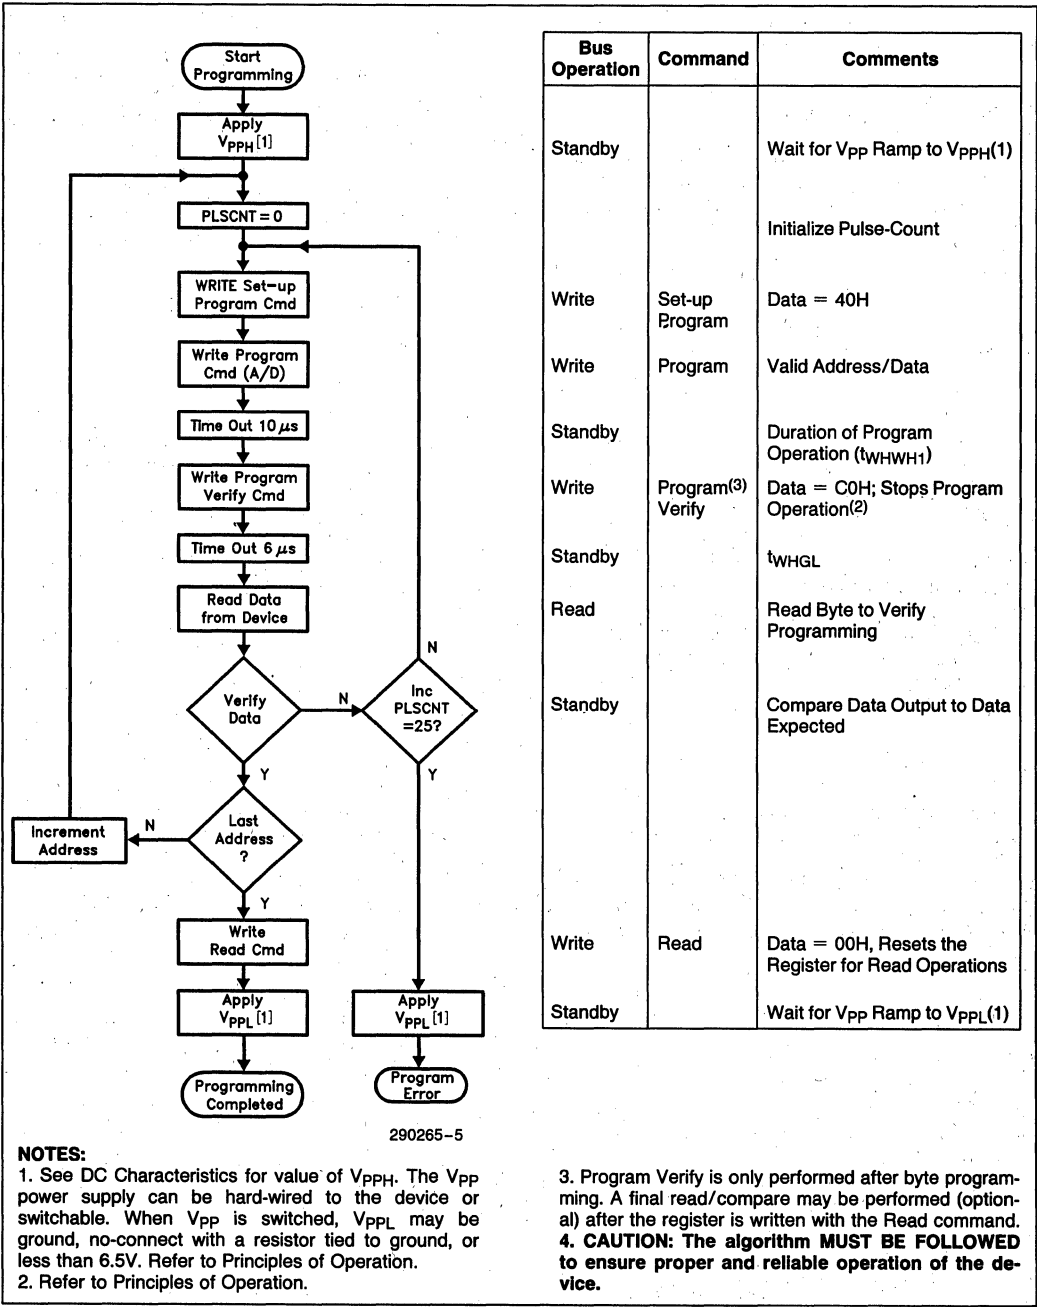 Start
Programming
Apply
VPPH[1]
PLSCNT = 0
WRITE Set-up
Program Cmd
Write Program
Cmd (A/D)
Time Out 10 μs
Write Program
Verify Cmd
Time Out 6 μs
Read Data
from Device
Verify
Data
N
Inc
PLSCNT
=25?
N
Y
Y
Last
Address
?
N
Increment
Address
Y
Write
Read Cmd
Apply
VPPL[1]
Programming
Completed
Apply
VPPL[1]
Program
Error
290265-5
Bus Operation | Command | Comments
Standby Wait for VPP Ramp to VPPH(1)
Initialize Pulse-Count
Write Set-up Program Data = 40H
Write Program Valid Address/Data
Standby Duration of Program
Operation (tWHWH1)
Write Program(3) Verify Data = C0H; Stops Program
Operation(2)
Standby tWHGL
Read Read Byte to Verify
Programming
Standby Compare Data Output to Data
Expected
Write Read Data = 00H, Resets the
Register for Read Operations
Standby Wait for VPP Ramp to VPPL(1)
NOTES:
1. See DC Characteristics for value of VPPH. The VPP
power supply can be hard-wired to the device or
switchable. When VPP is switched, VPPL may be
ground, no-connect with a resistor tied to ground, or
less than 6.5V. Refer to Principles of Operation.
2. Refer to Principles of Operation.
3. Program Verify is only performed after byte program-
ming. A final read/compare may be performed (option-
al) after the register is written with the Read command.
4. CAUTION: The algorithm MUST BE FOLLOWED
to ensure proper and reliable operation of the de-
vice.